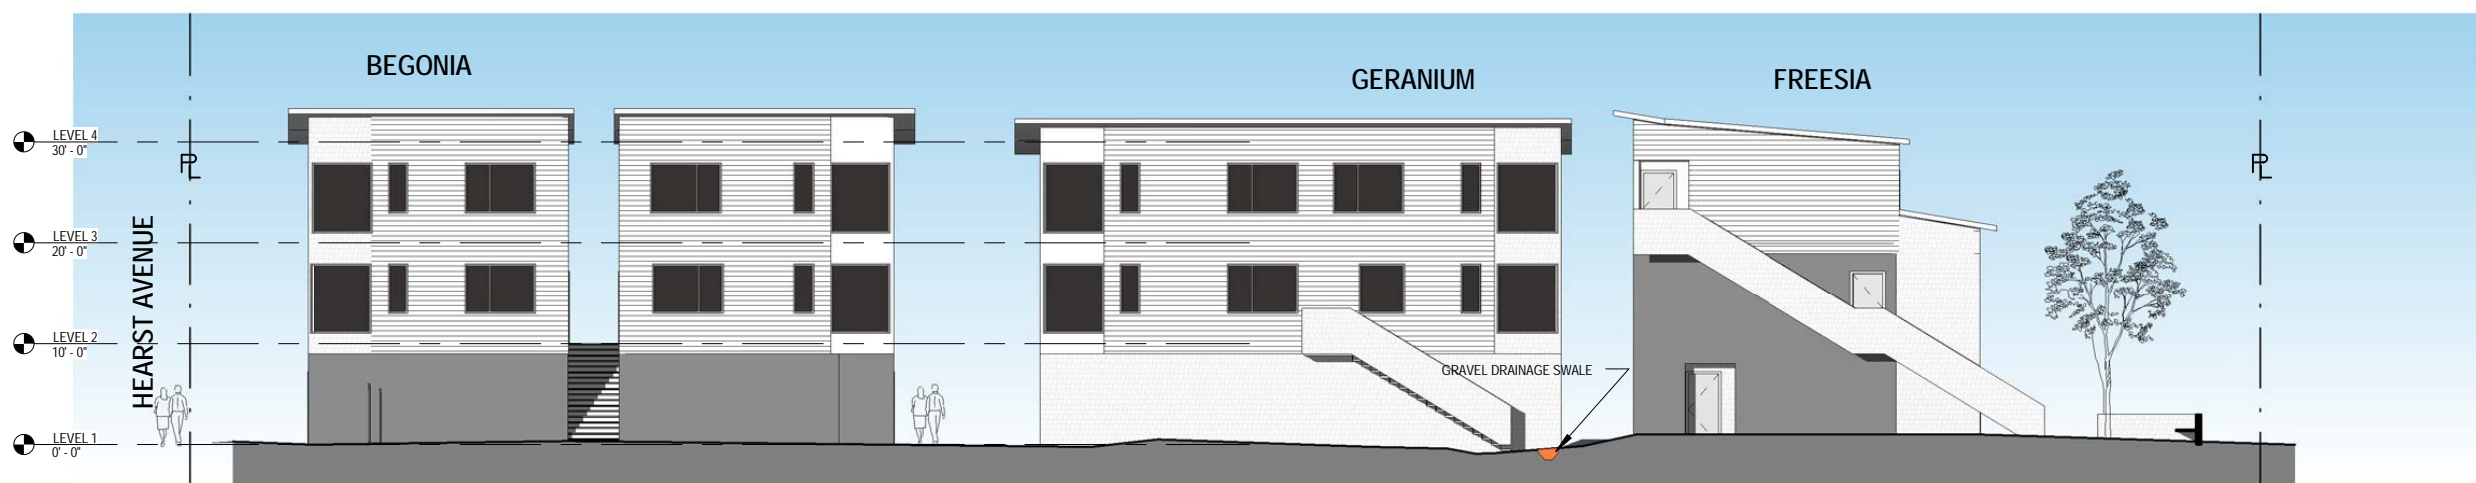 BEGONIA
GERANIUM
FREESIA
LEVEL 4
30' - 0"
PL
PL
LEVEL 3
20' - 0"
HEARST AVENUE
LEVEL 2
10' - 0"
GRAVEL DRAINAGE SWALE
LEVEL 1
0' - 0"